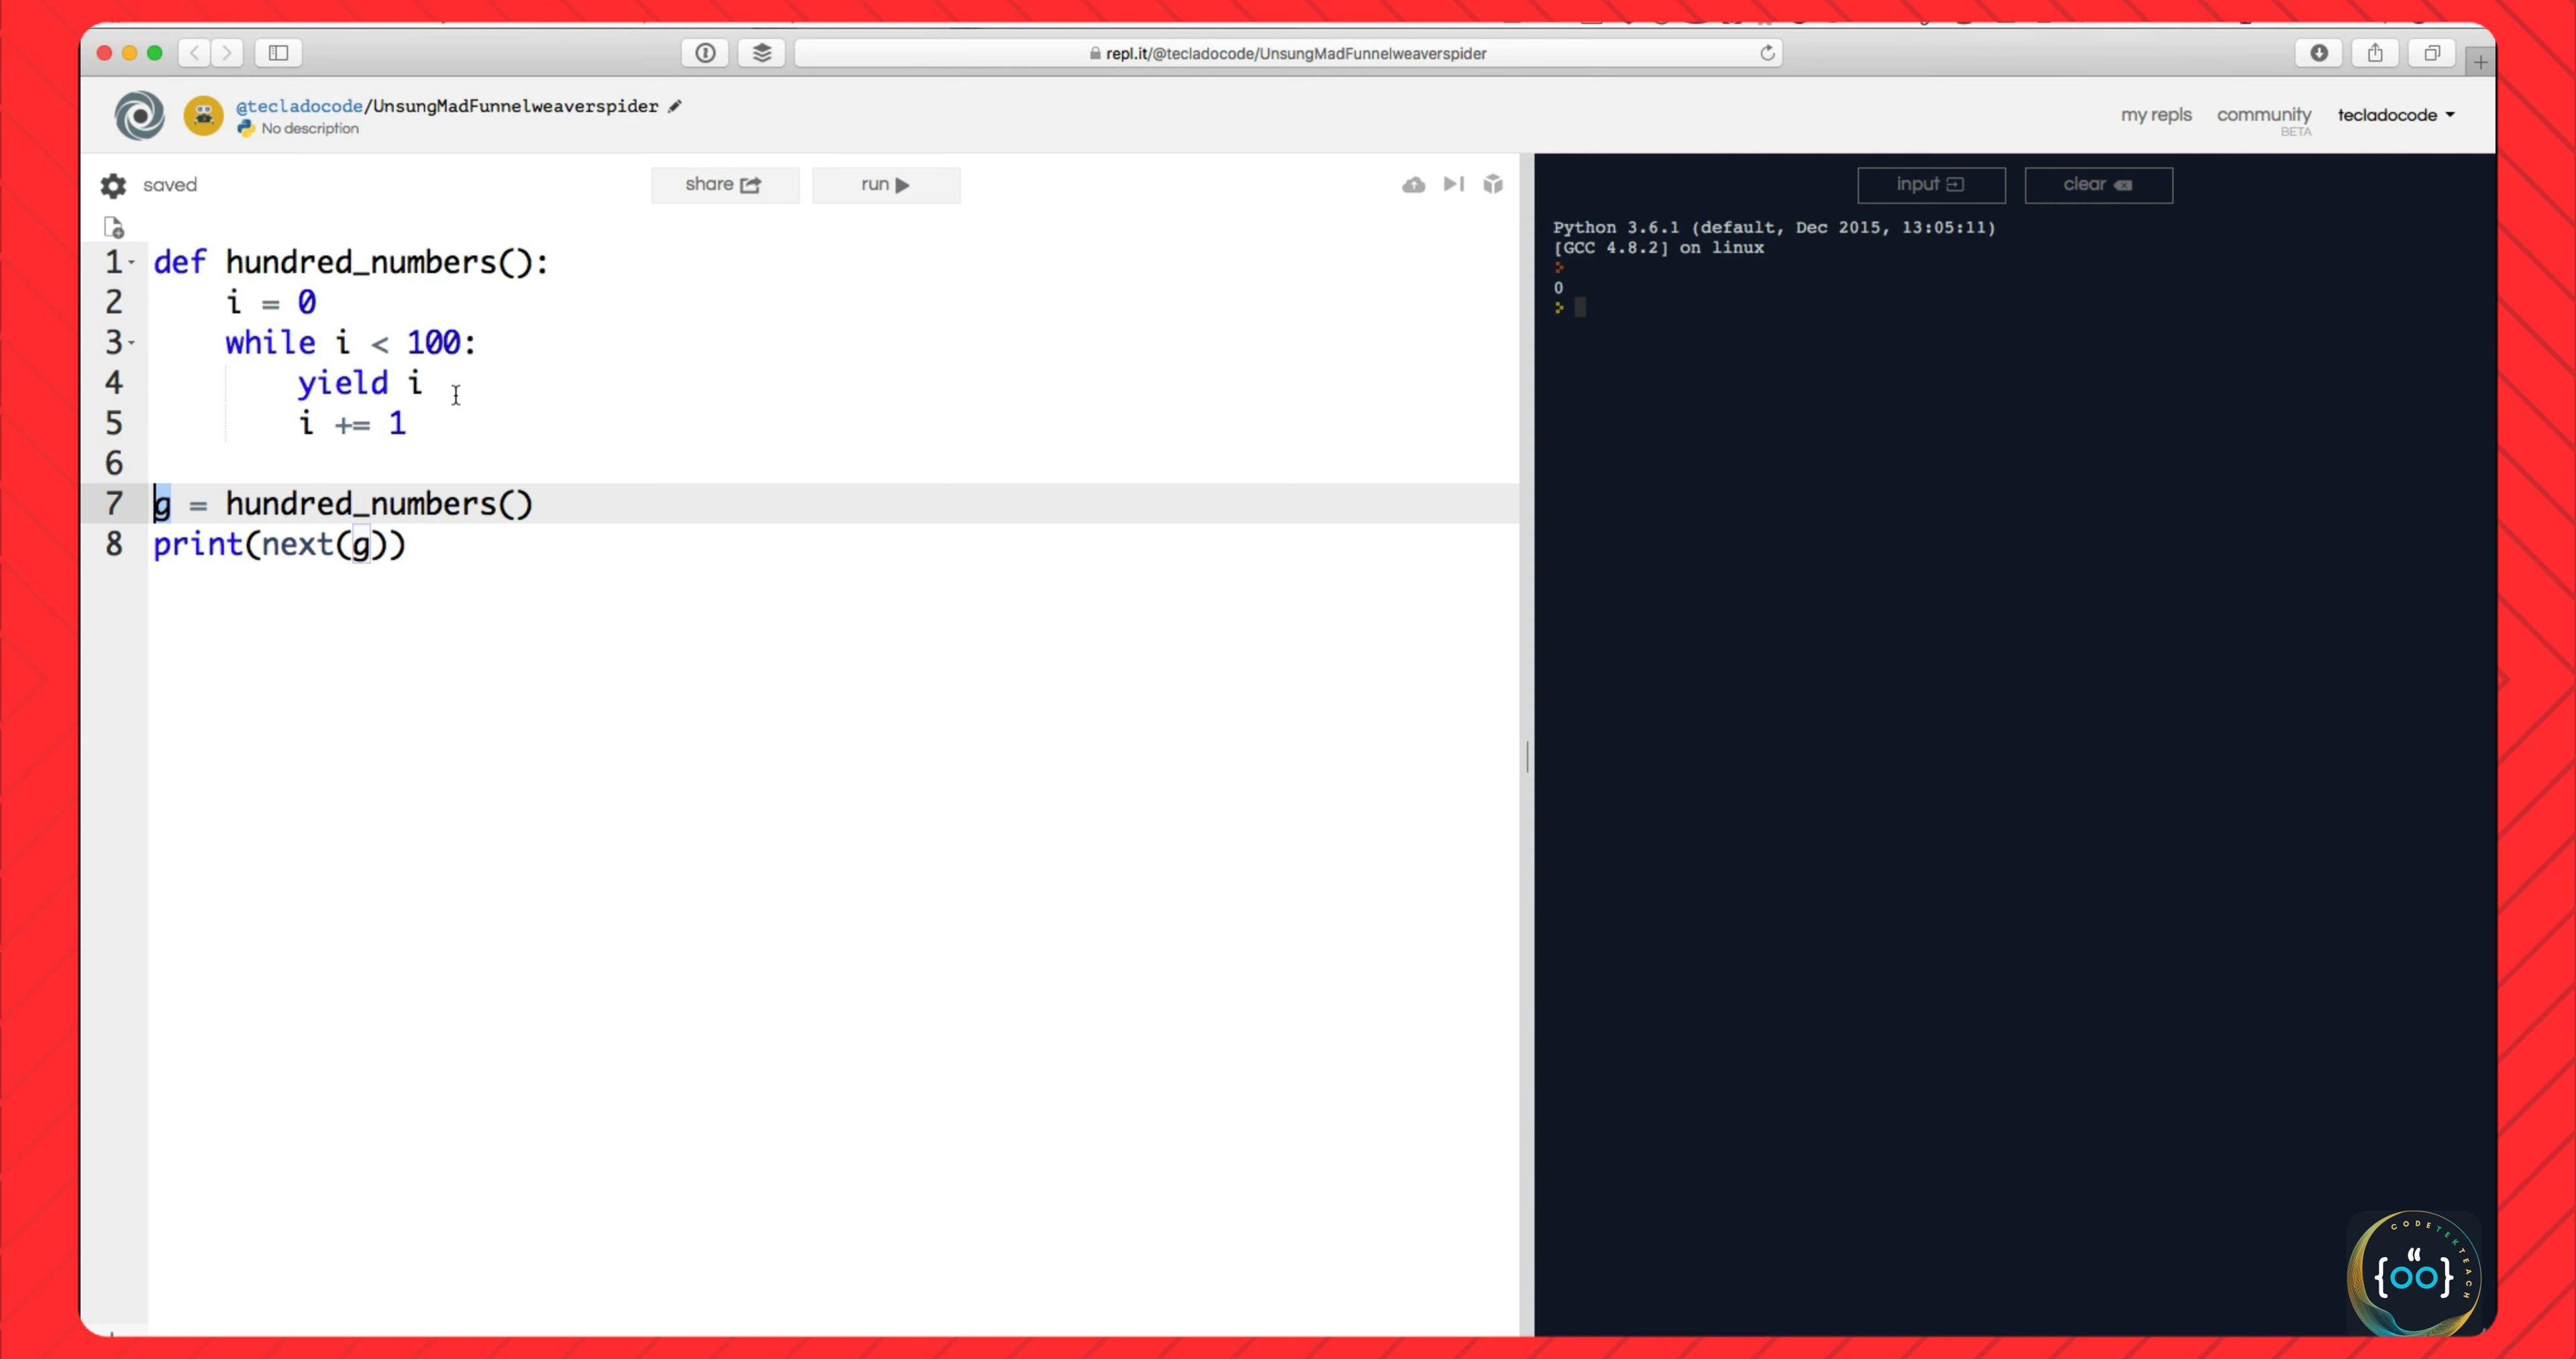 repl.it/@tecladocode/UnsungMadFunnelweaverspider
@tecladocode/UnsungMadFunnelweaverspider
No description
my repls community tecladocode
BETA
saved share run
input clear
1 def hundred_numbers():
2     i = 0
3     while i < 100:
4         yield i
5         i += 1
6
7 g = hundred_numbers()
8 print(next(g))
Python 3.6.1 (default, Dec 2015, 13:05:11)
[GCC 4.8.2] on linux
0
CODETEKTEACH
{OO}